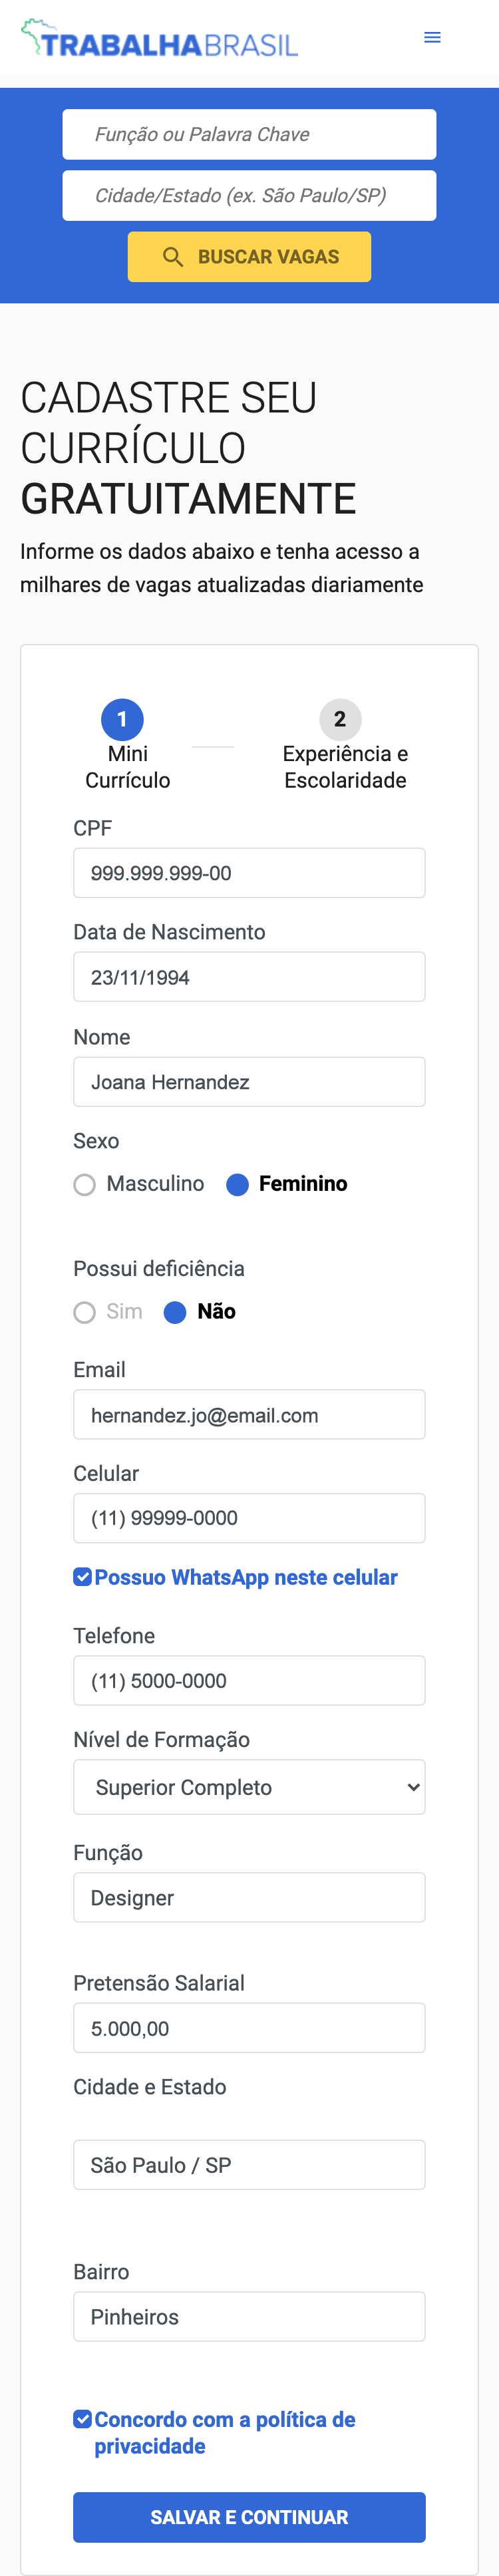 TRABALHABRASIL
Função ou Palavra Chave
Cidade/Estado (ex. São Paulo/SP)
BUSCAR VAGAS
CADASTRE SEU
CURRÍCULO
GRATUITAMENTE
Informe os dados abaixo e tenha acesso a
milhares de vagas atualizadas diariamente
1
Mini
Currículo
2
Experiência e
Escolaridade
CPF
999.999.999-00
Data de Nascimento
23/11/1994
Nome
Joana Hernandez
Sexo
Masculino Feminino
Possui deficiência
Sim Não
Email
hernandez.jo@email.com
Celular
(11) 99999-0000
Possuo WhatsApp neste celular
Telefone
(11) 5000-0000
Nível de Formação
Superior Completo
Função
Designer
Pretensão Salarial
5.000,00
Cidade e Estado
São Paulo / SP
Bairro
Pinheiros
Concordo com a política de
privacidade
SALVAR E CONTINUAR